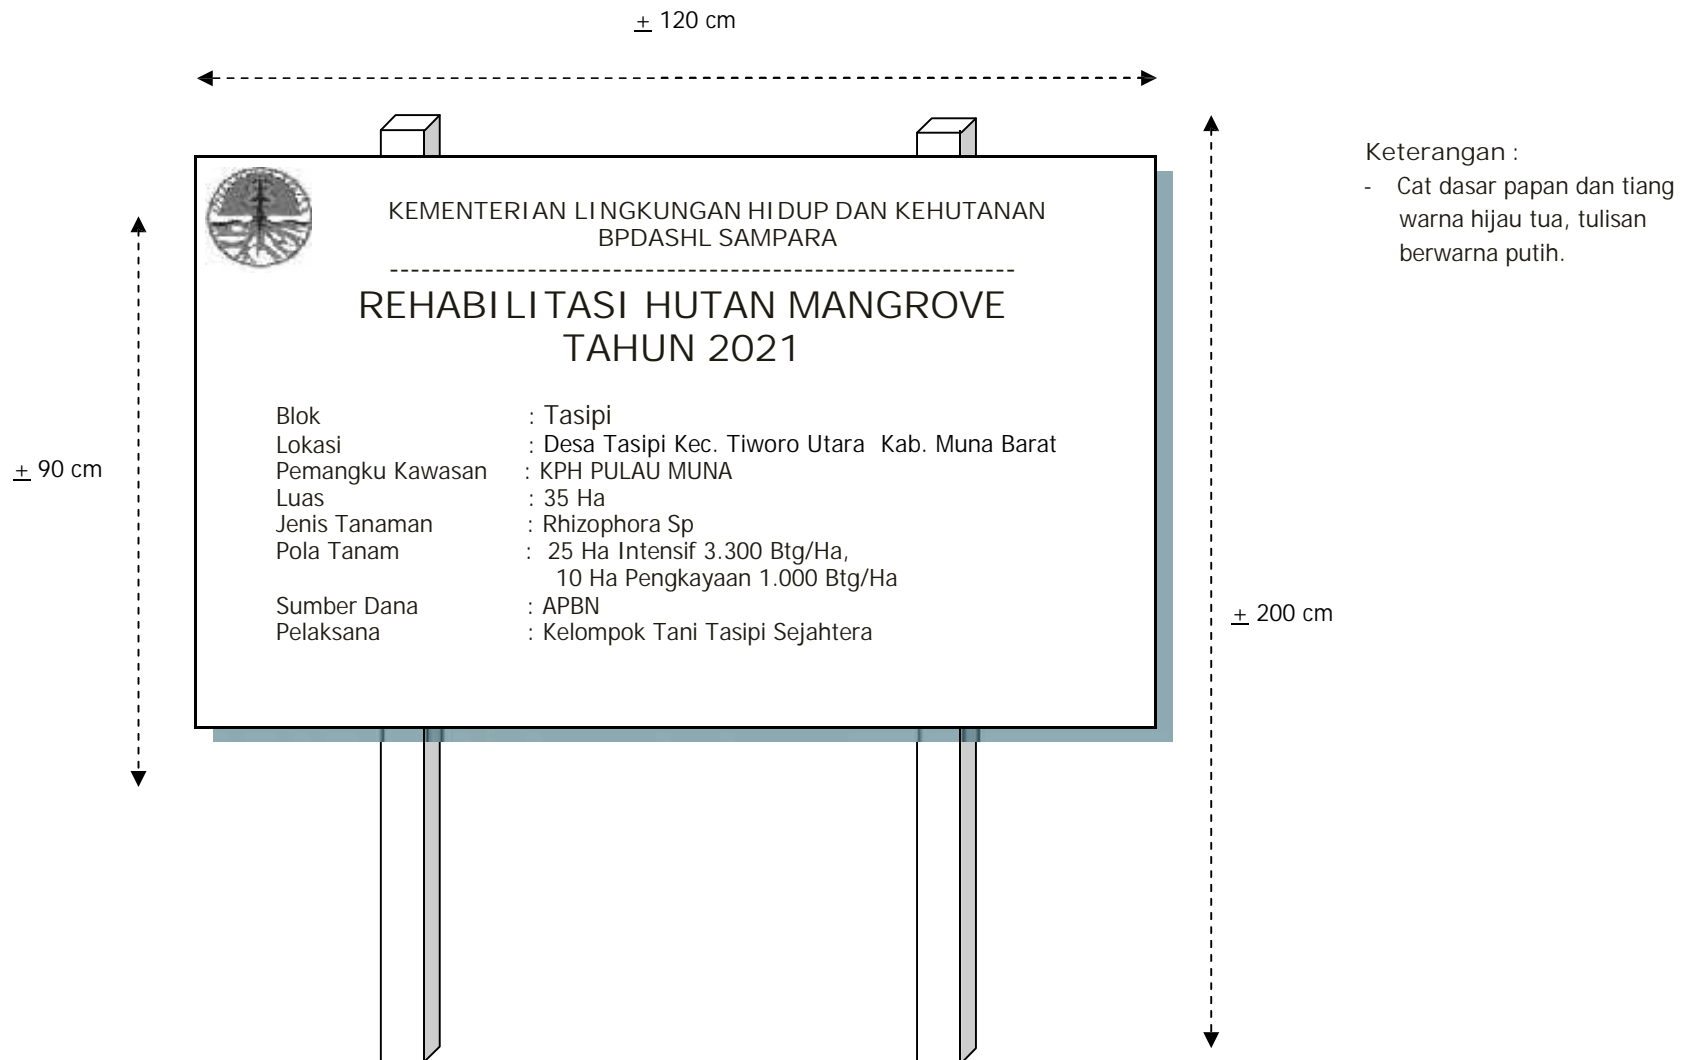 ± 120 cm
Keterangan :
- Cat dasar papan dan tiang
warna hijau tua, tulisan
berwarna putih.
KEMENTERIAN LINGKUNGAN HIDUP DAN KEHUTANAN
BPDASHL SAMPARA
------------------------------------------------------------
REHABILITASI HUTAN MANGROVE
TAHUN 2021
Blok : Tasipi
Lokasi : Desa Tasipi Kec. Tiworo Utara Kab. Muna Barat
± 90 cm
Pemangku Kawasan : KPH PULAU MUNA
Luas : 35 Ha
Jenis Tanaman : Rhizophora Sp
Pola Tanam : 25 Ha Intensif 3.300 Btg/Ha,
10 Ha Pengkayaan 1.000 Btg/Ha
Sumber Dana : APBN
± 200 cm
Pelaksana : Kelompok Tani Tasipi Sejahtera